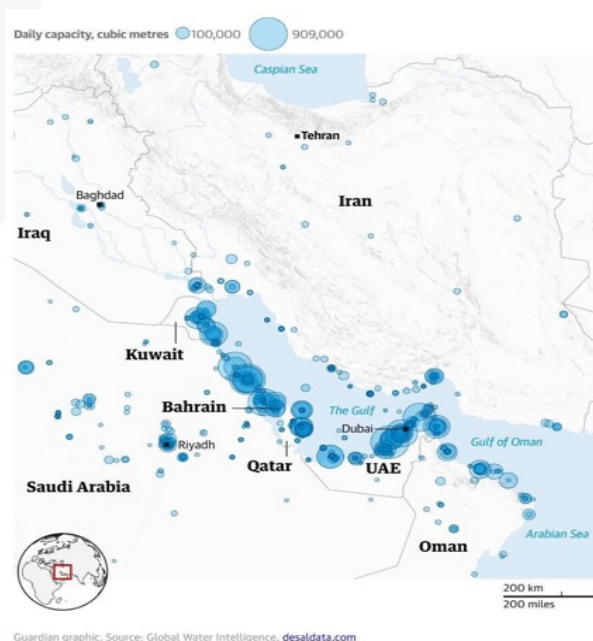 Daily capacity, cubic metres 100,000 909,000
Caspian Sea
Tehran
Baghdad
Iran
Iraq
Kuwait
Bahrain
The Gulf
Dubai
Riyadh
Gulf of Oman
Qatar
UAE
Saudi Arabia
Arabian Sea
Oman
200 km
200 miles
Guardian graphic. Source: Global Water Intelligence, desaldata.com